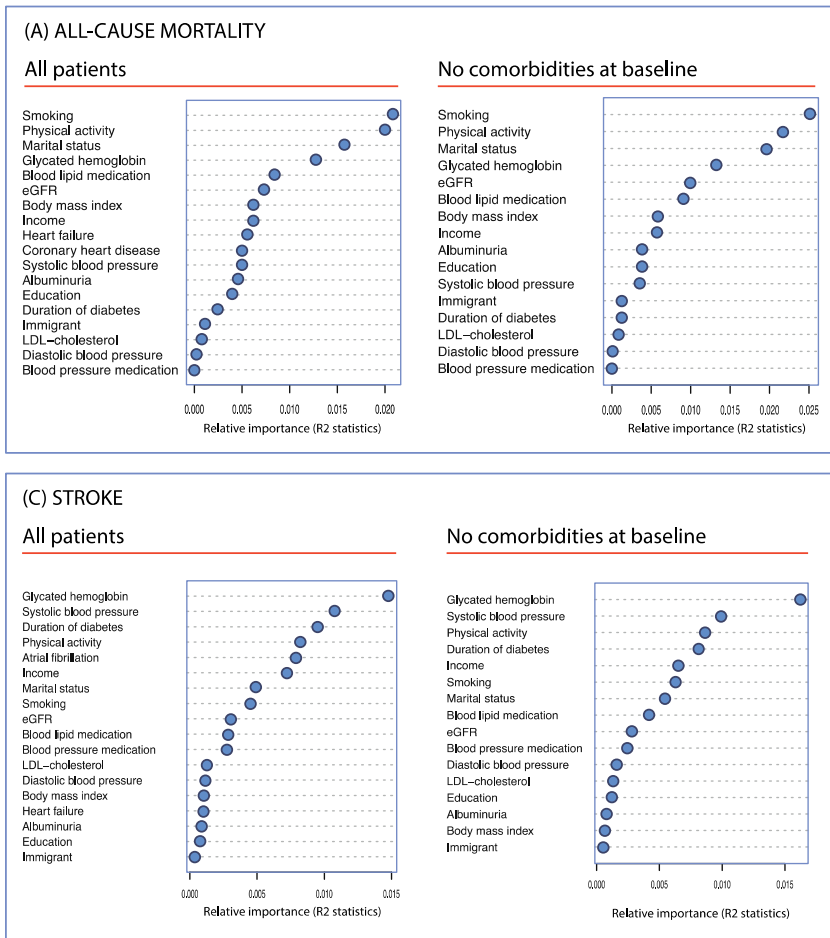 (A) ALL-CAUSE MORTALITY
All patients
Smoking
Physical activity
Marital status
Glycated hemoglobin
Blood lipid medication
eGFR
Body mass index
Income
Heart failure
Coronary heart disease
Systolic blood pressure
Albuminuria
Education
Duration of diabetes
Immigrant
LDL–cholesterol
Diastolic blood pressure
Blood pressure medication
0.000 0.005 0.010 0.015 0.020
Relative importance (R2 statistics)
No comorbidities at baseline
Smoking
Physical activity
Marital status
Glycated hemoglobin
eGFR
Blood lipid medication
Body mass index
Income
Albuminuria
Education
Systolic blood pressure
Immigrant
Duration of diabetes
LDL–cholesterol
Diastolic blood pressure
Blood pressure medication
0.000 0.005 0.010 0.015 0.020 0.025
Relative importance (R2 statistics)
(C) STROKE
All patients
Glycated hemoglobin
Systolic blood pressure
Duration of diabetes
Physical activity
Atrial fibrillation
Income
Marital status
Smoking
eGFR
Blood lipid medication
Blood pressure medication
LDL–cholesterol
Diastolic blood pressure
Body mass index
Heart failure
Albuminuria
Education
Immigrant
0.000 0.005 0.010 0.015
Relative importance (R2 statistics)
No comorbidities at baseline
Glycated hemoglobin
Systolic blood pressure
Physical activity
Duration of diabetes
Income
Smoking
Marital status
Blood lipid medication
eGFR
Blood pressure medication
Diastolic blood pressure
LDL–cholesterol
Education
Albuminuria
Body mass index
Immigrant
0.000 0.005 0.010 0.015
Relative importance (R2 statistics)